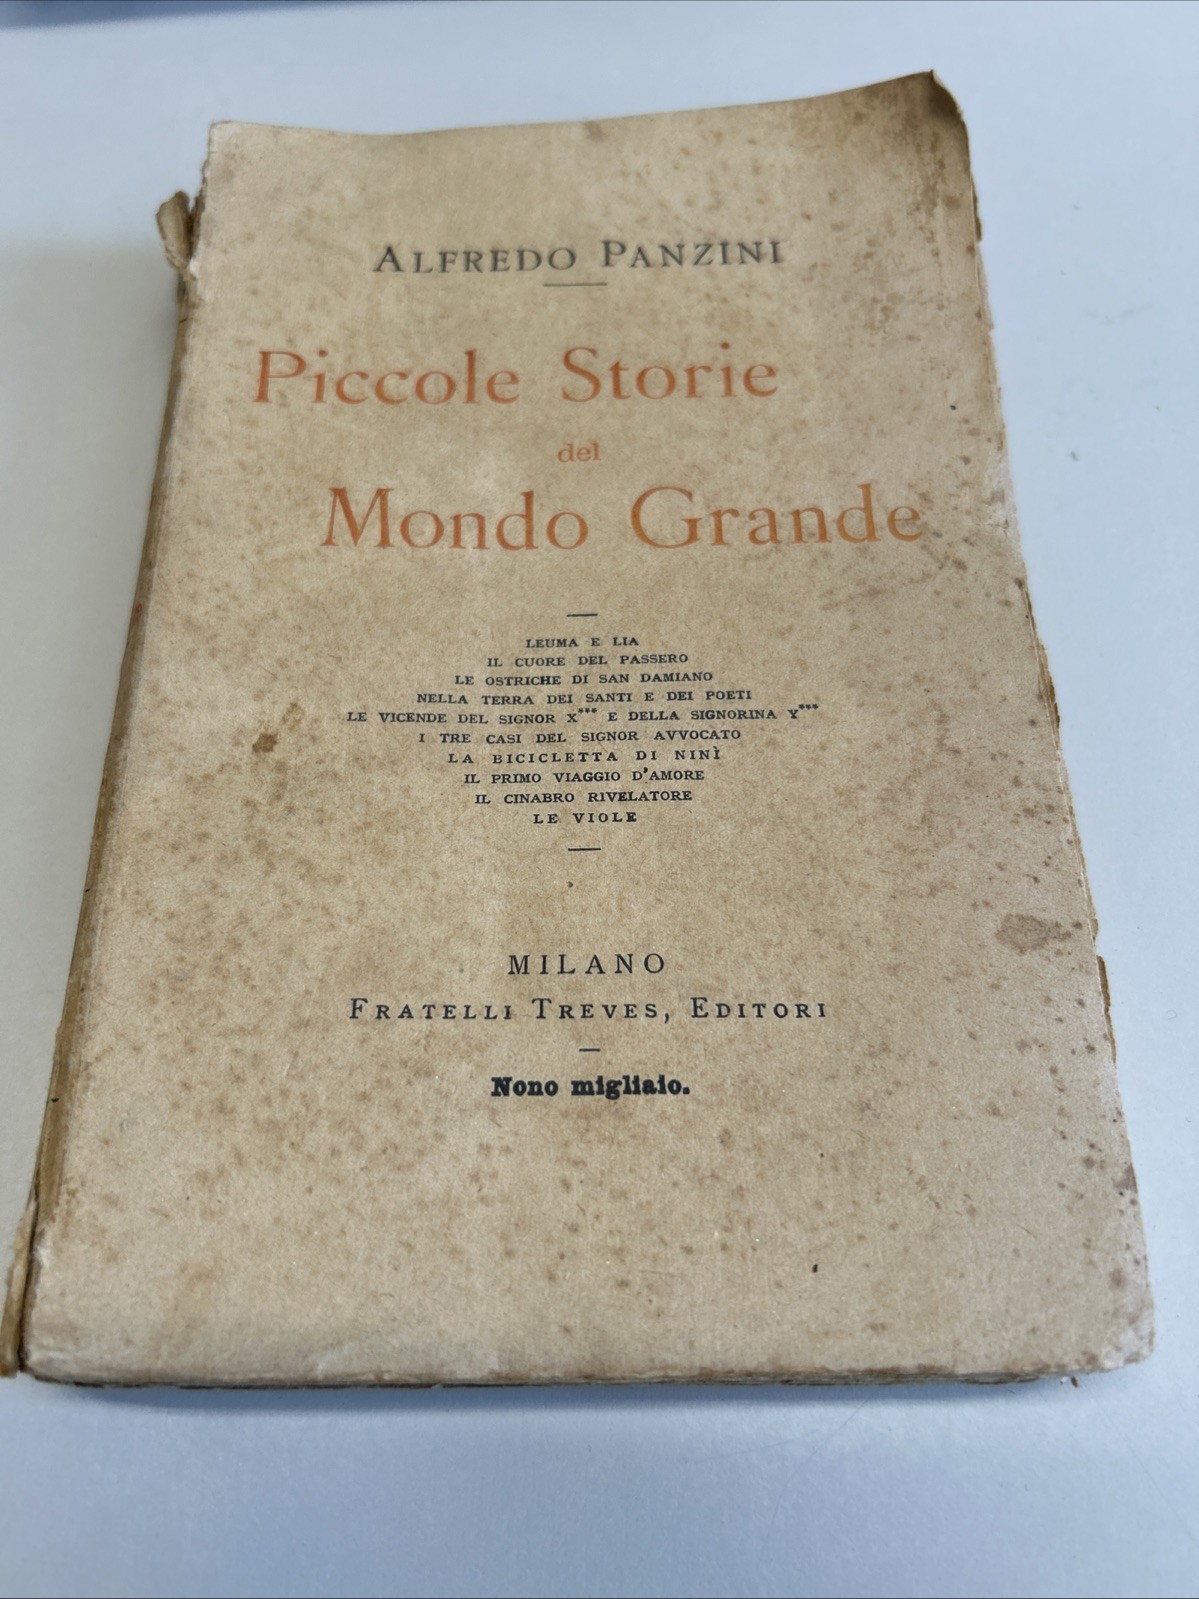 ALFREDO PANZINI
Piccole Storie
del
Mondo Grande
LEUMA E LIA
IL CUORE DEL PASSERO
LE OSTRICHE DI SAN DAMIANO
NELLA TERRA DEI SANTI E DEI POETI
LE VICENDE DEL SIGNOR X*** E DELLA SIGNORINA Y***
I TRE CASI DEL SIGNOR AVVOCATO
LA BICICLETTA DI NINÌ
IL PRIMO VIAGGIO D'AMORE
IL CINABRO RIVELATORE
LE VIOLE
MILANO
FRATELLI TREVES, EDITORI
Nono migliaio.